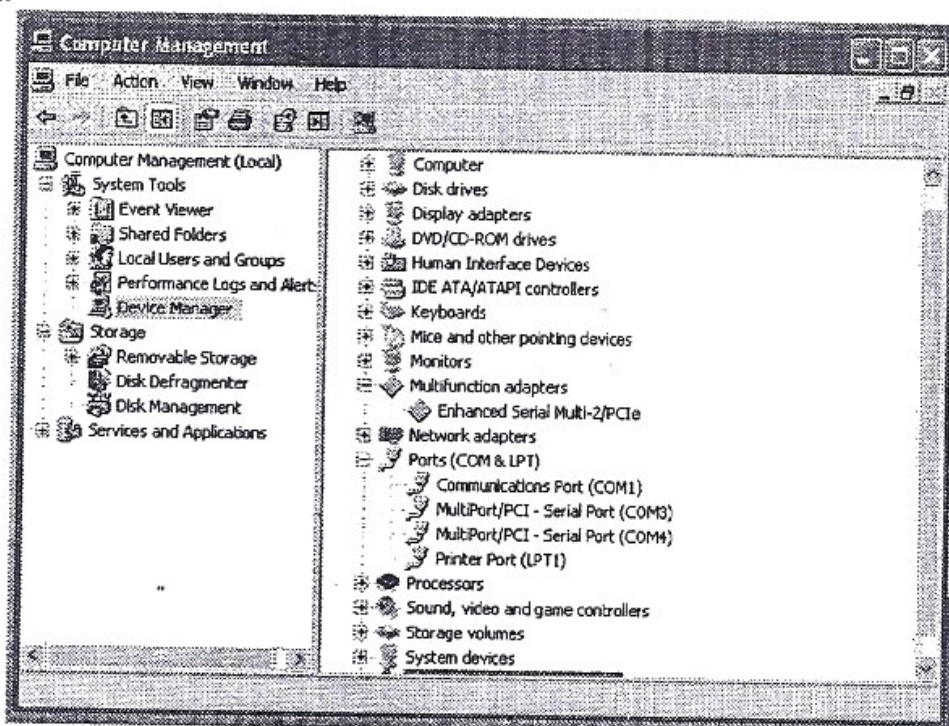 Computer Management
File Action View Window Help
Computer Management (Local)
System Tools
Event Viewer
Shared Folders
Local Users and Groups
Performance Logs and Alert
Device Manager
Storage
Removable Storage
Disk Defragmenter
Disk Management
Services and Applications
Computer
Disk drives
Display adapters
DVD/CD-ROM drives
Human Interface Devices
IDE ATA/ATAPI controllers
Keyboards
Mice and other pointing devices
Monitors
Multifunction adapters
Enhanced Serial Multi-2/PCIe
Network adapters
Ports (COM & LPT)
Communications Port (COM1)
MultiPort/PCI - Serial Port (COM3)
MultiPort/PCI - Serial Port (COM4)
Printer Port (LPT1)
Processors
Sound, video and game controllers
Storage volumes
System devices